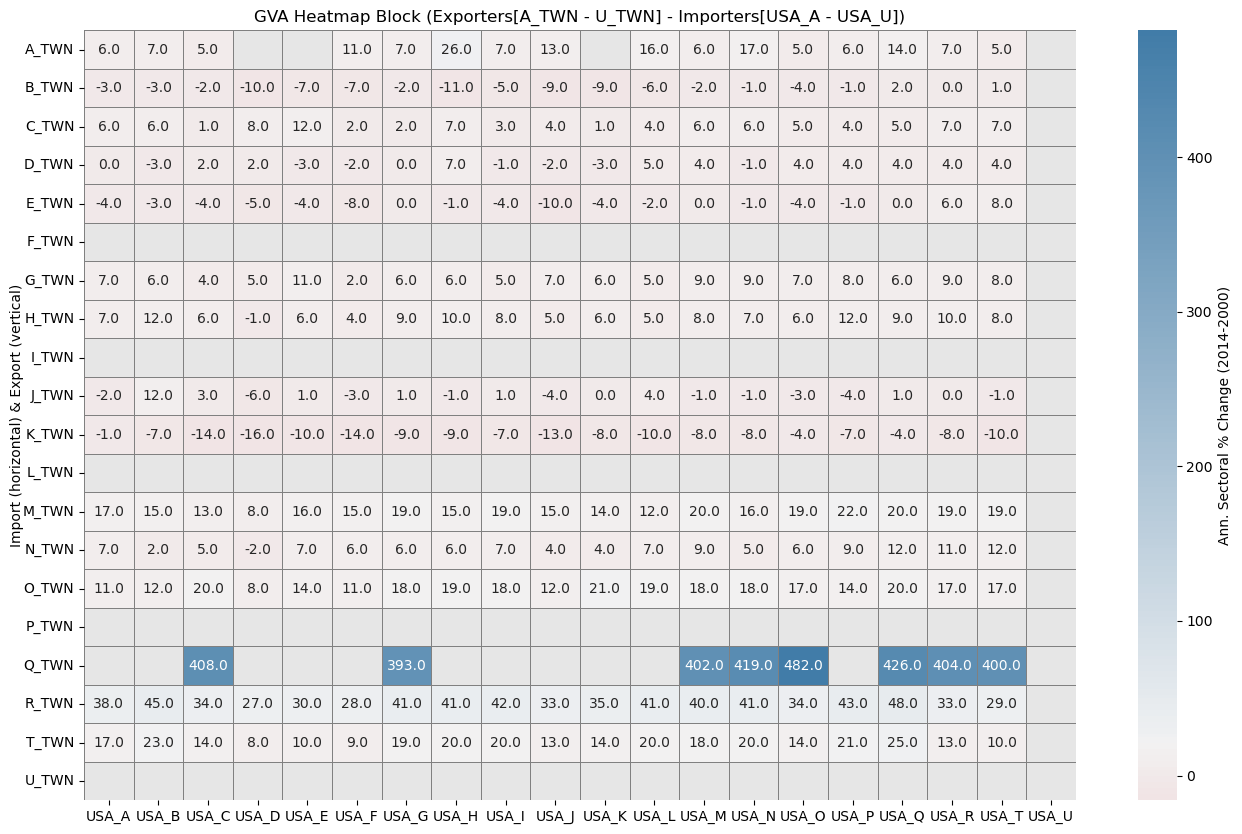 GVA Heatmap Block (Exporters[A_TWN - U_TWN] - Importers[USA_A - USA_U])
Import (horizontal) & Export (vertical)
A_TWN 6.0 7.0 5.0 11.0 7.0 26.0 7.0 13.0 16.0 6.0 17.0 5.0 6.0 14.0 7.0 5.0
B_TWN -3.0 -3.0 -2.0 -10.0 -7.0 -7.0 -2.0 -11.0 -5.0 -9.0 -9.0 -6.0 -2.0 -1.0 -4.0 -1.0 2.0 0.0 1.0
C_TWN 6.0 6.0 1.0 8.0 12.0 2.0 2.0 7.0 3.0 4.0 1.0 4.0 6.0 6.0 5.0 4.0 5.0 7.0 7.0
D_TWN 0.0 -3.0 2.0 2.0 -3.0 -2.0 0.0 7.0 -1.0 -2.0 -3.0 5.0 4.0 -1.0 4.0 4.0 4.0 4.0 4.0
E_TWN -4.0 -3.0 -4.0 -5.0 -4.0 -8.0 0.0 -1.0 -4.0 -10.0 -4.0 -2.0 0.0 -1.0 -4.0 -1.0 0.0 6.0 8.0
F_TWN
G_TWN 7.0 6.0 4.0 5.0 11.0 2.0 6.0 6.0 5.0 7.0 6.0 5.0 9.0 9.0 7.0 8.0 6.0 9.0 8.0
H_TWN 7.0 12.0 6.0 -1.0 6.0 4.0 9.0 10.0 8.0 5.0 6.0 5.0 8.0 7.0 6.0 12.0 9.0 10.0 8.0
I_TWN
J_TWN -2.0 12.0 3.0 -6.0 1.0 -3.0 1.0 -1.0 1.0 -4.0 0.0 4.0 -1.0 -1.0 -3.0 -4.0 1.0 0.0 -1.0
K_TWN -1.0 -7.0 -14.0 -16.0 -10.0 -14.0 -9.0 -9.0 -7.0 -13.0 -8.0 -10.0 -8.0 -8.0 -4.0 -7.0 -4.0 -8.0 -10.0
L_TWN
M_TWN 17.0 15.0 13.0 8.0 16.0 15.0 19.0 15.0 19.0 15.0 14.0 12.0 20.0 16.0 19.0 22.0 20.0 19.0 19.0
N_TWN 7.0 2.0 5.0 -2.0 7.0 6.0 6.0 6.0 7.0 4.0 4.0 7.0 9.0 5.0 6.0 9.0 12.0 11.0 12.0
O_TWN 11.0 12.0 20.0 8.0 14.0 11.0 18.0 19.0 18.0 12.0 21.0 19.0 18.0 18.0 17.0 14.0 20.0 17.0 17.0
P_TWN
Q_TWN 408.0 393.0 402.0 419.0 482.0 426.0 404.0 400.0
R_TWN 38.0 45.0 34.0 27.0 30.0 28.0 41.0 41.0 42.0 33.0 35.0 41.0 40.0 41.0 34.0 43.0 48.0 33.0 29.0
T_TWN 17.0 23.0 14.0 8.0 10.0 9.0 19.0 20.0 20.0 13.0 14.0 20.0 18.0 20.0 14.0 21.0 25.0 13.0 10.0
U_TWN
USA_A USA_B USA_C USA_D USA_E USA_F USA_G USA_H USA_I USA_J USA_K USA_L USA_M USA_N USA_O USA_P USA_Q USA_R USA_T USA_U
400
300
200
100
0
Ann. Sectoral % Change (2014-2000)